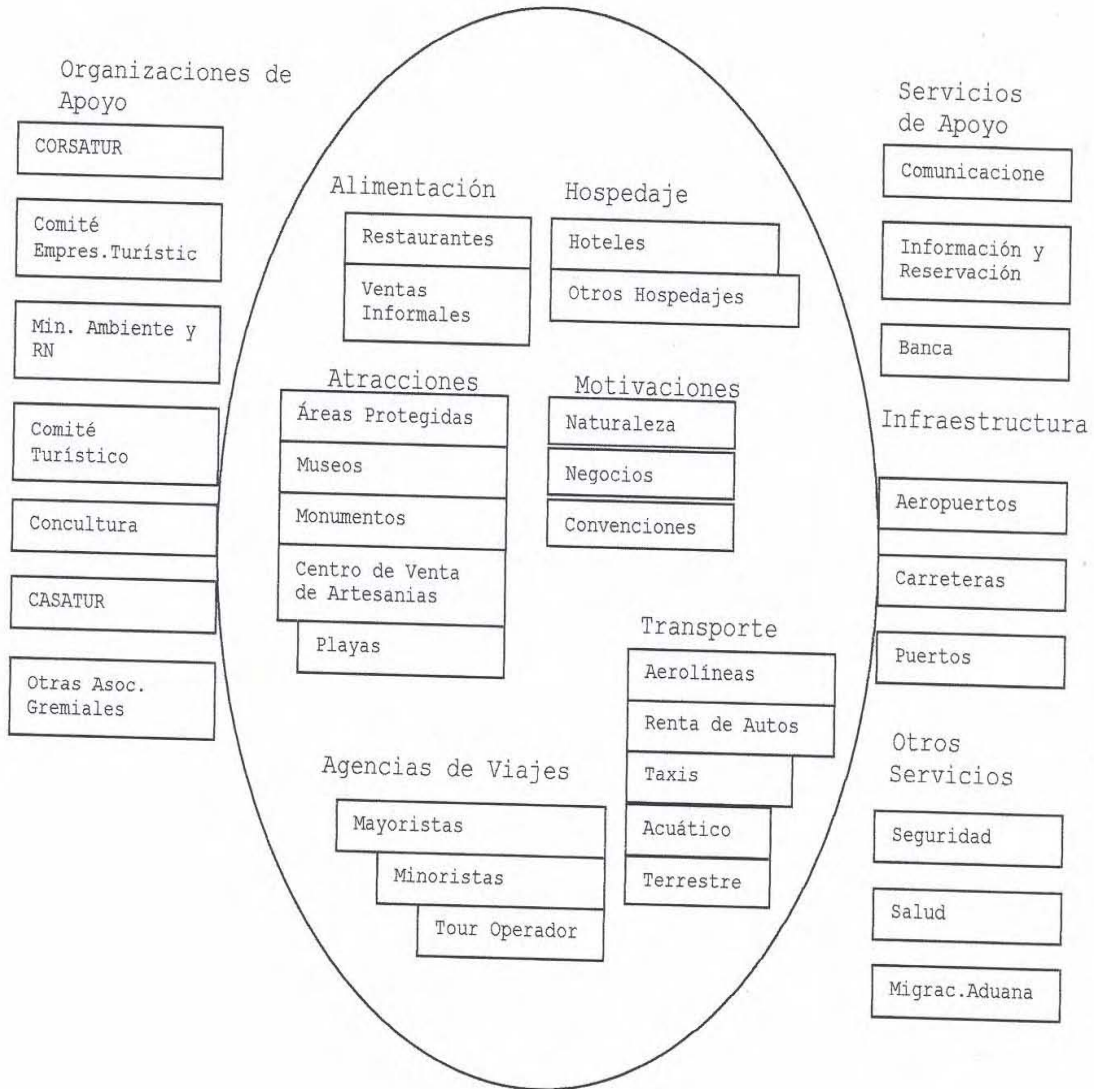 Organizaciones de
Apoyo
CORSATUR
Comité
Empres.Turístic
Min. Ambiente y
RN
Comité
Turístico
Concultura
CASATUR
Otras Asoc.
Gremiales
Alimentación
Restaurantes
Ventas
Informales
Hospedaje
Hoteles
Otros Hospedajes
Atracciones
Áreas Protegidas
Museos
Monumentos
Centro de Venta
de Artesanias
Playas
Motivaciones
Naturaleza
Negocios
Convenciones
Transporte
Aerolíneas
Renta de Autos
Taxis
Acuático
Terrestre
Agencias de Viajes
Mayoristas
Minoristas
Tour Operador
Servicios
de Apoyo
Comunicacione
Información y
Reservación
Banca
Infraestructura
Aeropuertos
Carreteras
Puertos
Otros
Servicios
Seguridad
Salud
Migrac.Aduana